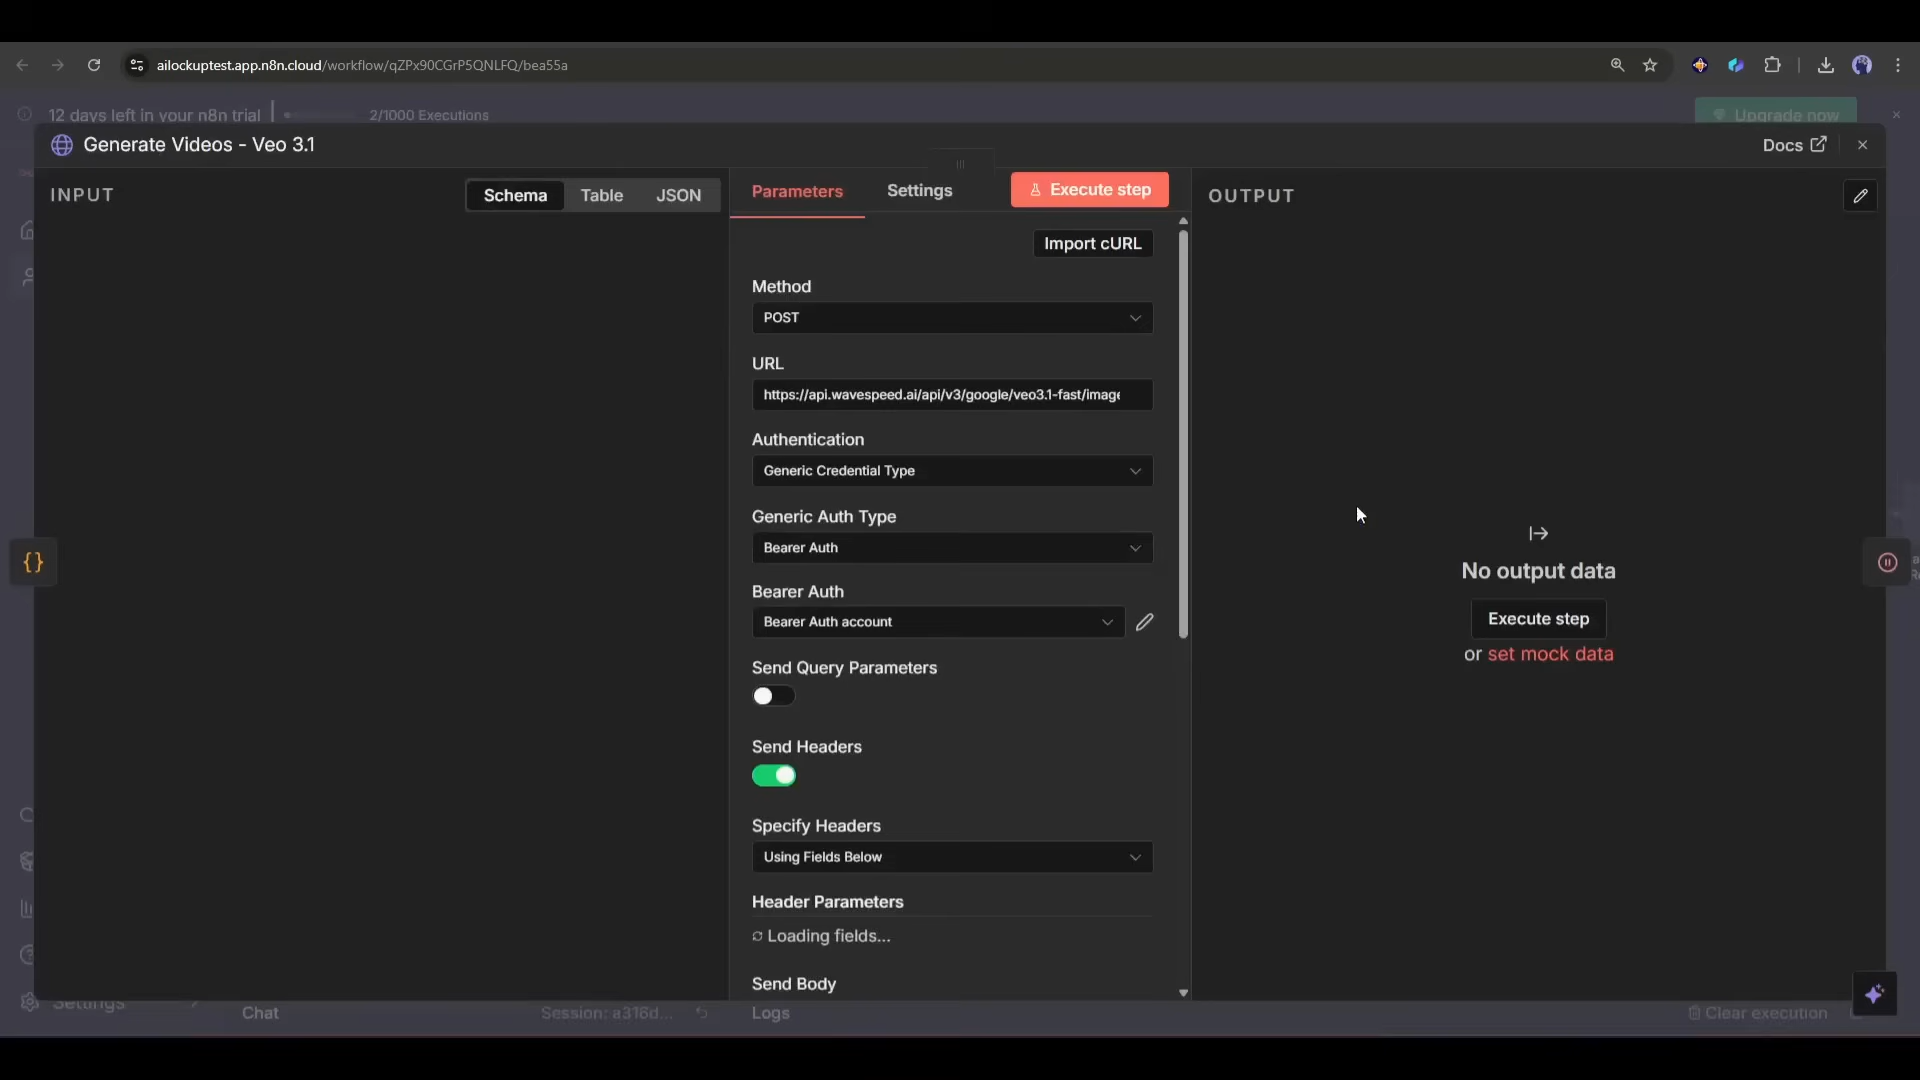 ailockuptest.app.n8n.cloud/workflow/qZPx90CGrP5QNLFQ/bea55a
12 days left in your n8n trial
2/1000 Executions
Upgrade now
Generate Videos - Veo 3.1
Docs
INPUT
Schema
Table
JSON
Parameters
Settings
Execute step
OUTPUT
Import cURL
Method
POST
URL
https://api.wavespeed.ai/api/v3/google/veo3.1-fast/image
Authentication
Generic Credential Type
Generic Auth Type
Bearer Auth
Bearer Auth
Bearer Auth account
Send Query Parameters
Send Headers
Specify Headers
Using Fields Below
Header Parameters
Loading fields...
Send Body
No output data
Execute step
or set mock data
Settings
Chat
Session: a316d...
Logs
Clear execution